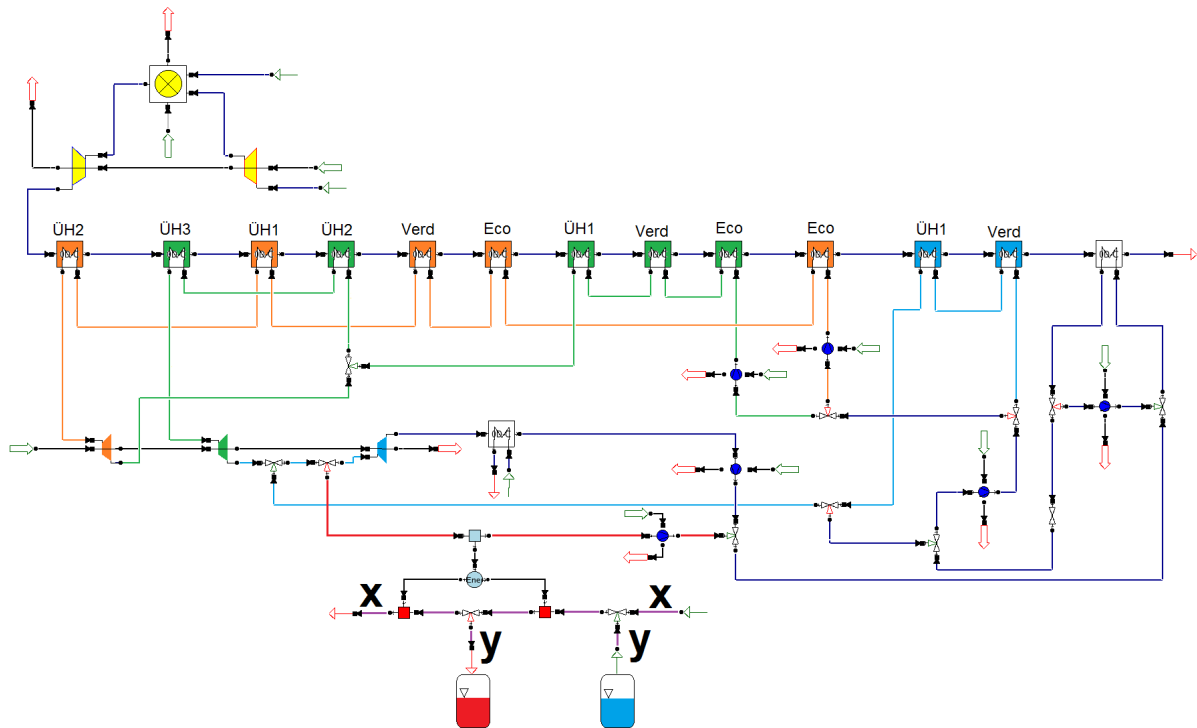 ÜH2 ÜH3 ÜH1 ÜH2 Verd Eco ÜH1 Verd Eco Eco ÜH1 Verd
Ene
x x
y y